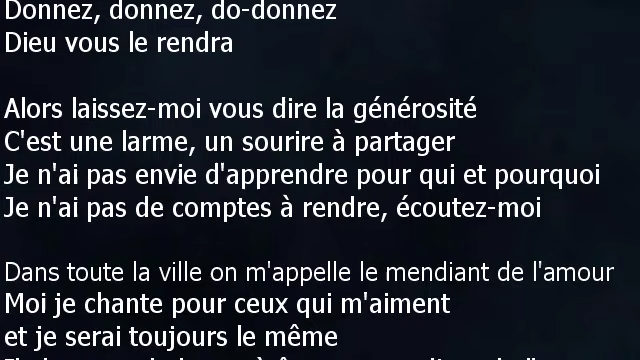 Donnez, donnez, do-donnez
Dieu vous le rendra
Alors laissez-moi vous dire la générosité
C'est une larme, un sourire à partager
Je n'ai pas envie d'apprendre pour qui et pourquoi
Je n'ai pas de comptes à rendre, écoutez-moi
Dans toute la ville on m'appelle le mendiant de l'amour
Moi je chante pour ceux qui m'aiment
et je serai toujours le même